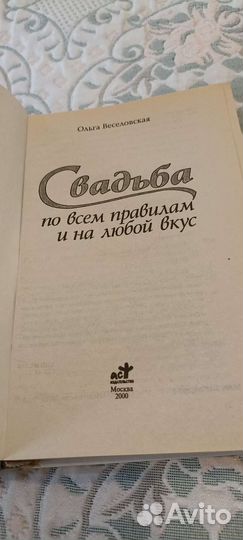 Ольга Веселовская
Свадьба
по всем правилам
и на любой вкус
аст
издательство
Москва
2000
Avito